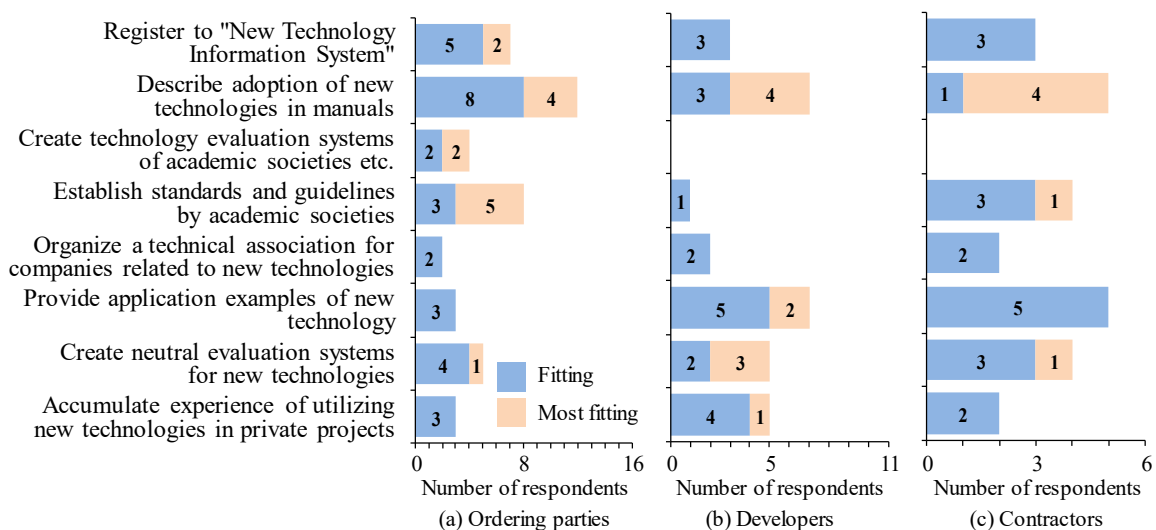 Register to "New Technology
Information System"
5 2
3
3
Describe adoption of new
technologies in manuals
8 4
3 4
1 4
Create technology evaluation systems
of academic societies etc.
2 2
Establish standards and guidelines
by academic societies
3 5
1
3 1
Organize a technical association for
companies related to new technologies
2
2
2
Provide application examples of new
technology
3
5 2
5
Create neutral evaluation systems
for new technologies
4 1
2 3
3 1
Accumulate experience of utilizing
new technologies in private projects
3
4 1
2
Fitting
Most fitting
0 8 16
Number of respondents
(a) Ordering parties
0 5 11
Number of respondents
(b) Developers
0 3 6
Number of respondents
(c) Contractors